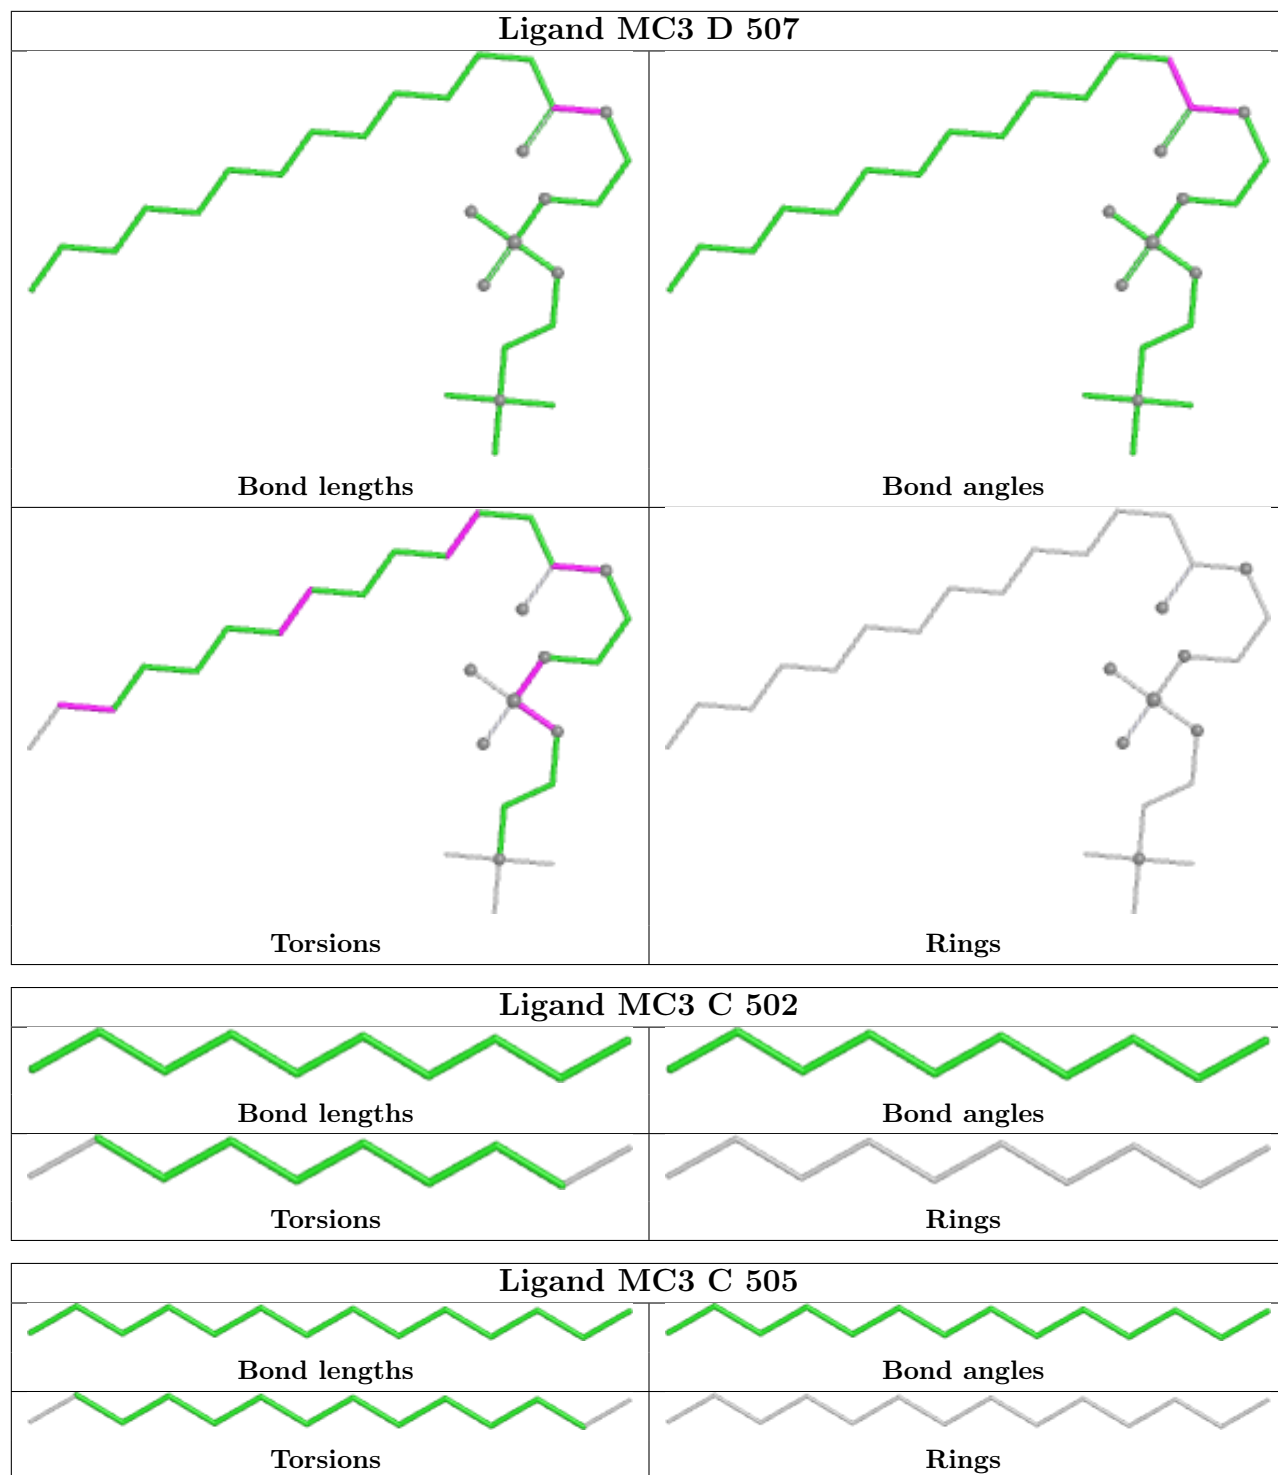 Ligand MC3 D 507
Bond lengths
Bond angles
Torsions
Rings
Ligand MC3 C 502
Bond lengths
Bond angles
Torsions
Rings
Ligand MC3 C 505
Bond lengths
Bond angles
Torsions
Rings